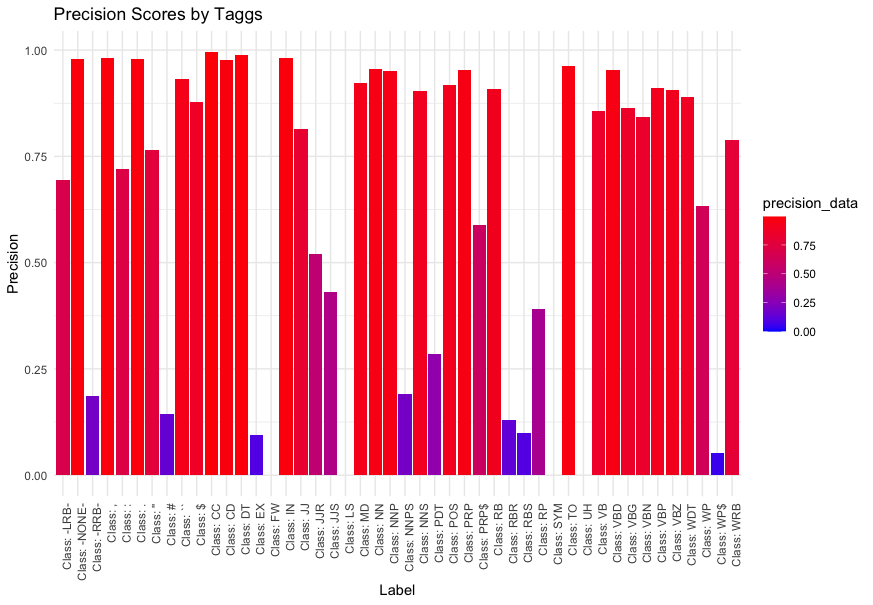 Precision Scores by Taggs
Precision
1.00
0.75
0.50
0.25
0.00
Class: -LRB-
Class: -NONE-
Class: -RRB-
Class: ,
Class: :
Class: .
Class: ''
Class: #
Class: ``
Class: $
Class: CC
Class: CD
Class: DT
Class: EX
Class: FW
Class: IN
Class: JJ
Class: JJR
Class: JJS
Class: LS
Class: MD
Class: NN
Class: NNP
Class: NNPS
Class: NNS
Class: PDT
Class: POS
Class: PRP
Class: PRP$
Class: RB
Class: RBR
Class: RBS
Class: RP
Class: SYM
Class: TO
Class: UH
Class: VB
Class: VBD
Class: VBG
Class: VBN
Class: VBP
Class: VBZ
Class: WDT
Class: WP
Class: WP$
Class: WRB
Label
precision_data
0.75
0.50
0.25
0.00